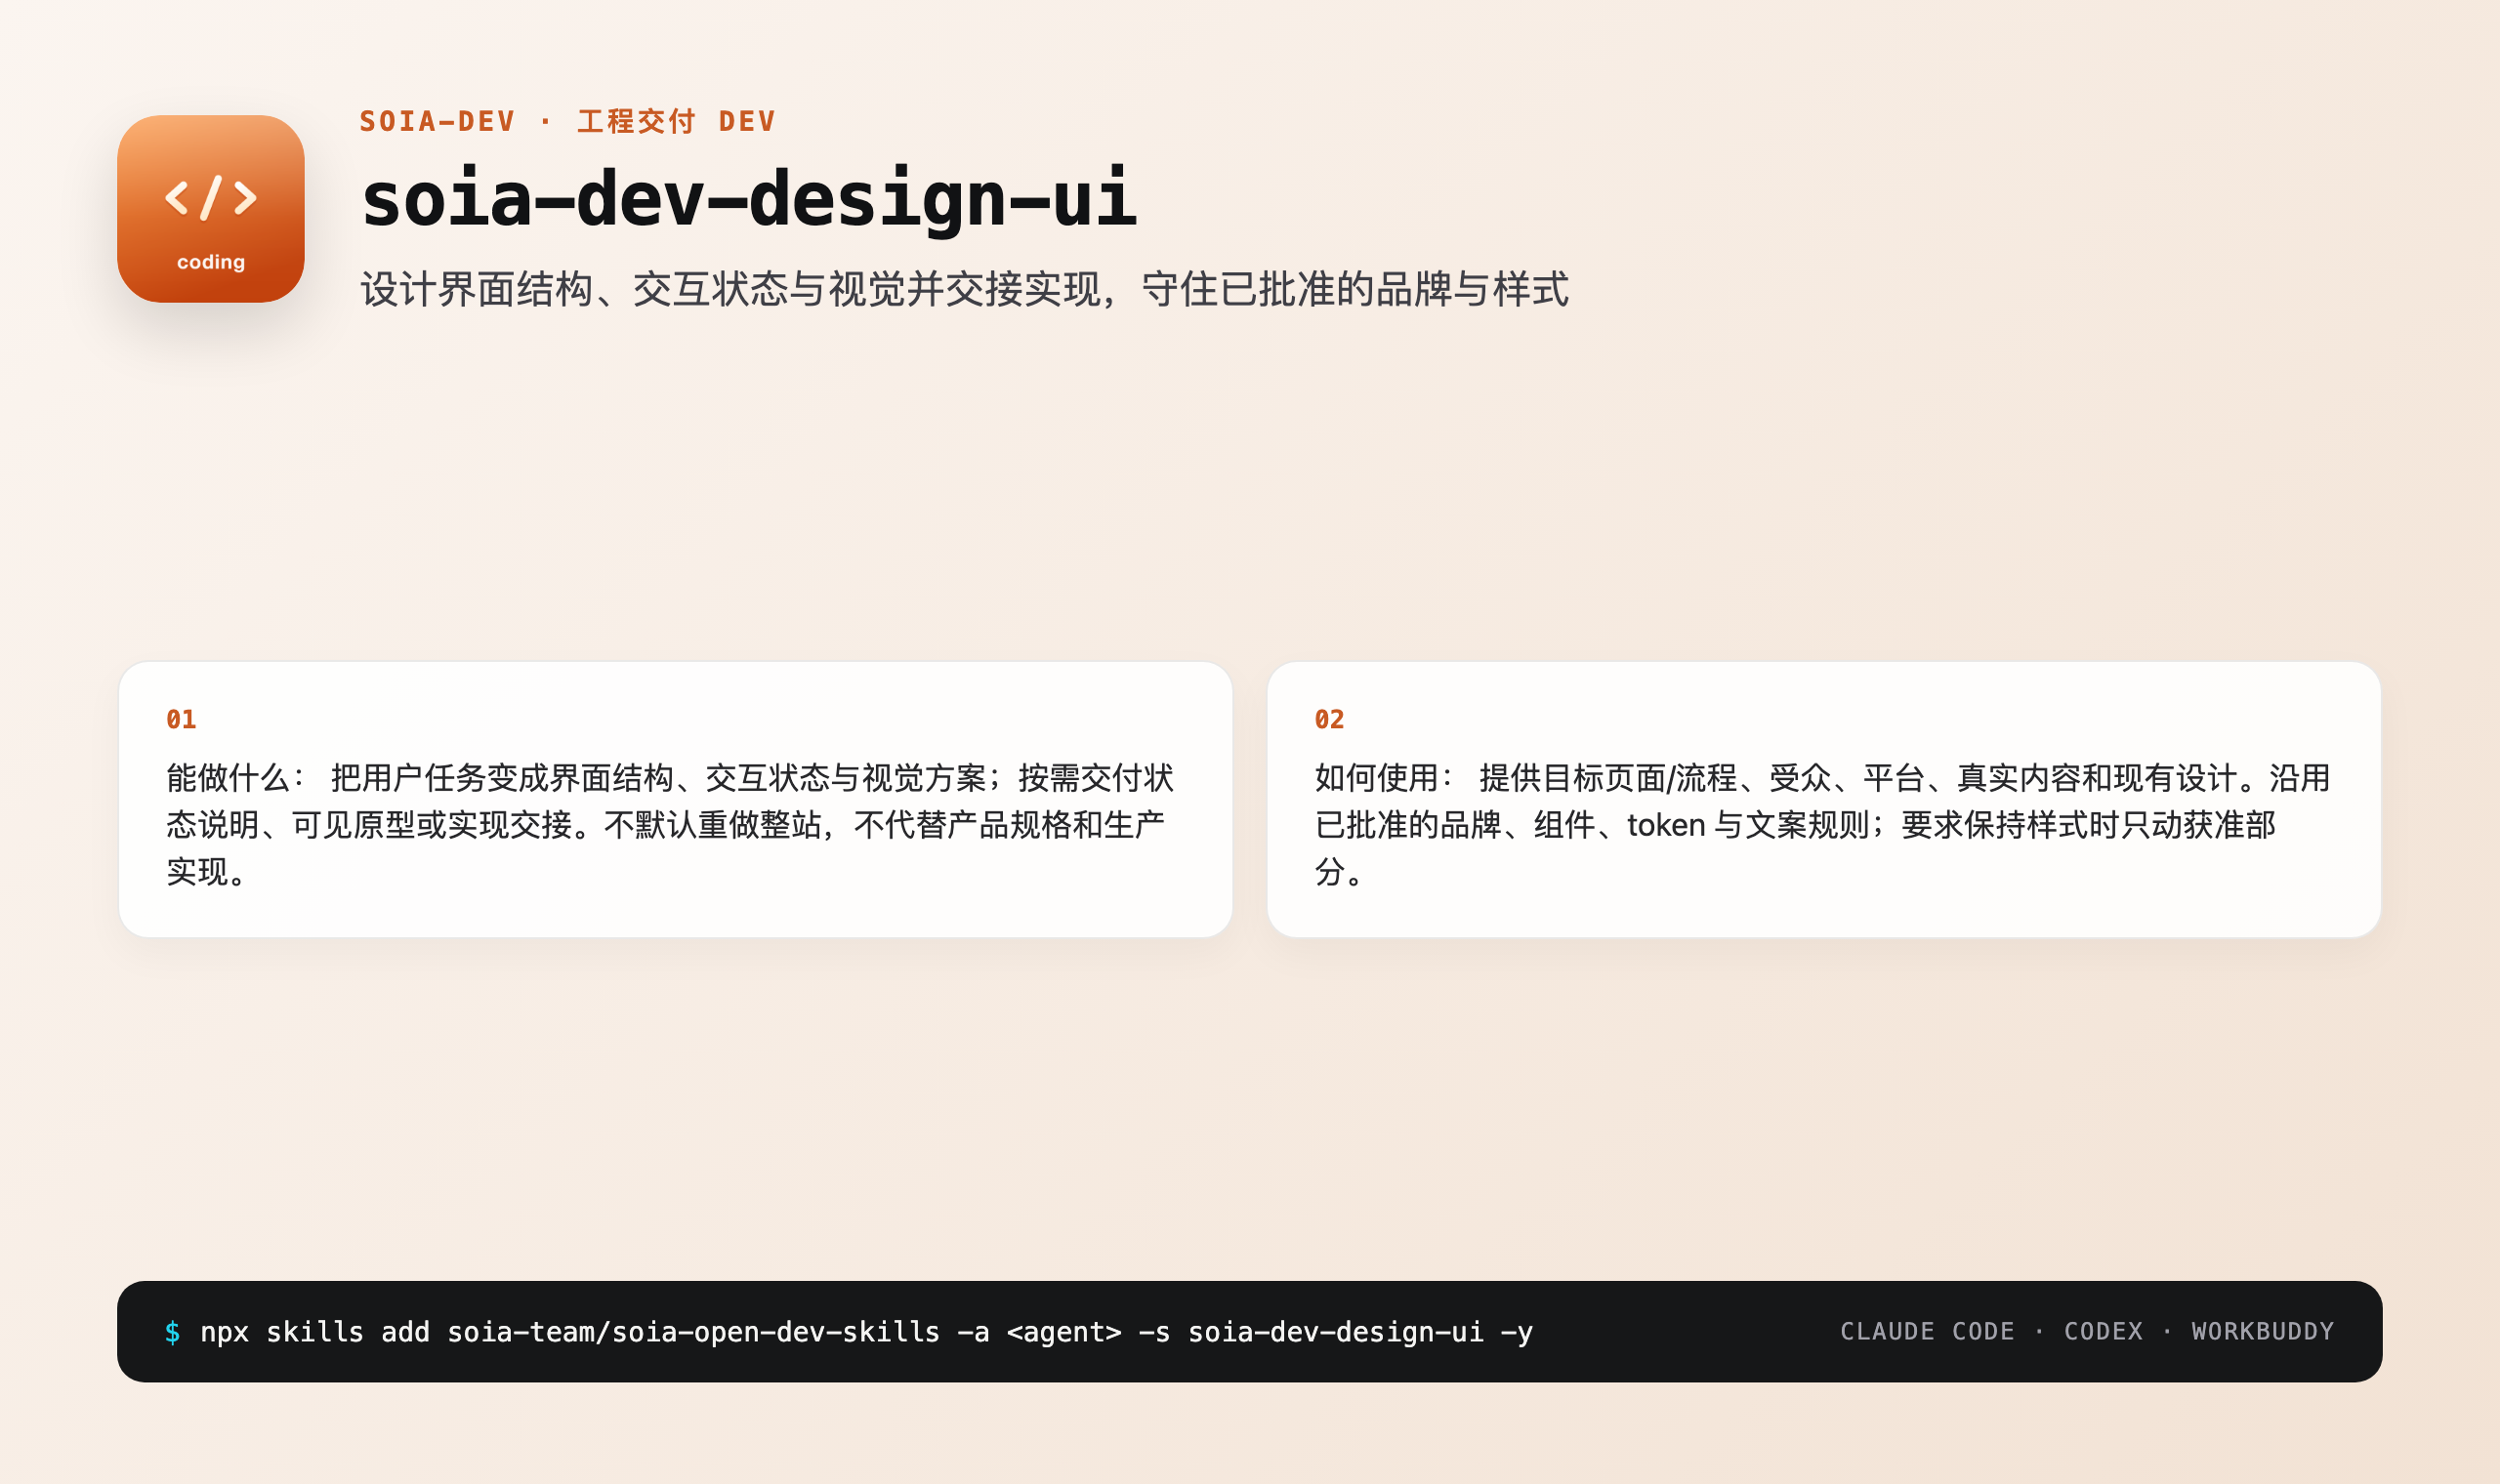 SOIA-DEV · 工程交付 DEV
soia-dev-design-ui
设计界面结构、交互状态与视觉并交接实现，守住已批准的品牌与样式
</>
coding
01
能做什么： 把用户任务变成界面结构、交互状态与视觉方案；按需交付状
态说明、可见原型或实现交接。不默认重做整站，不代替产品规格和生产
实现。
02
如何使用： 提供目标页面/流程、受众、平台、真实内容和现有设计。沿用
已批准的品牌、组件、token 与文案规则；要求保持样式时只动获准部
分。
$ npx skills add soia-team/soia-open-dev-skills -a <agent> -s soia-dev-design-ui -y
CLAUDE CODE · CODEX · WORKBUDDY